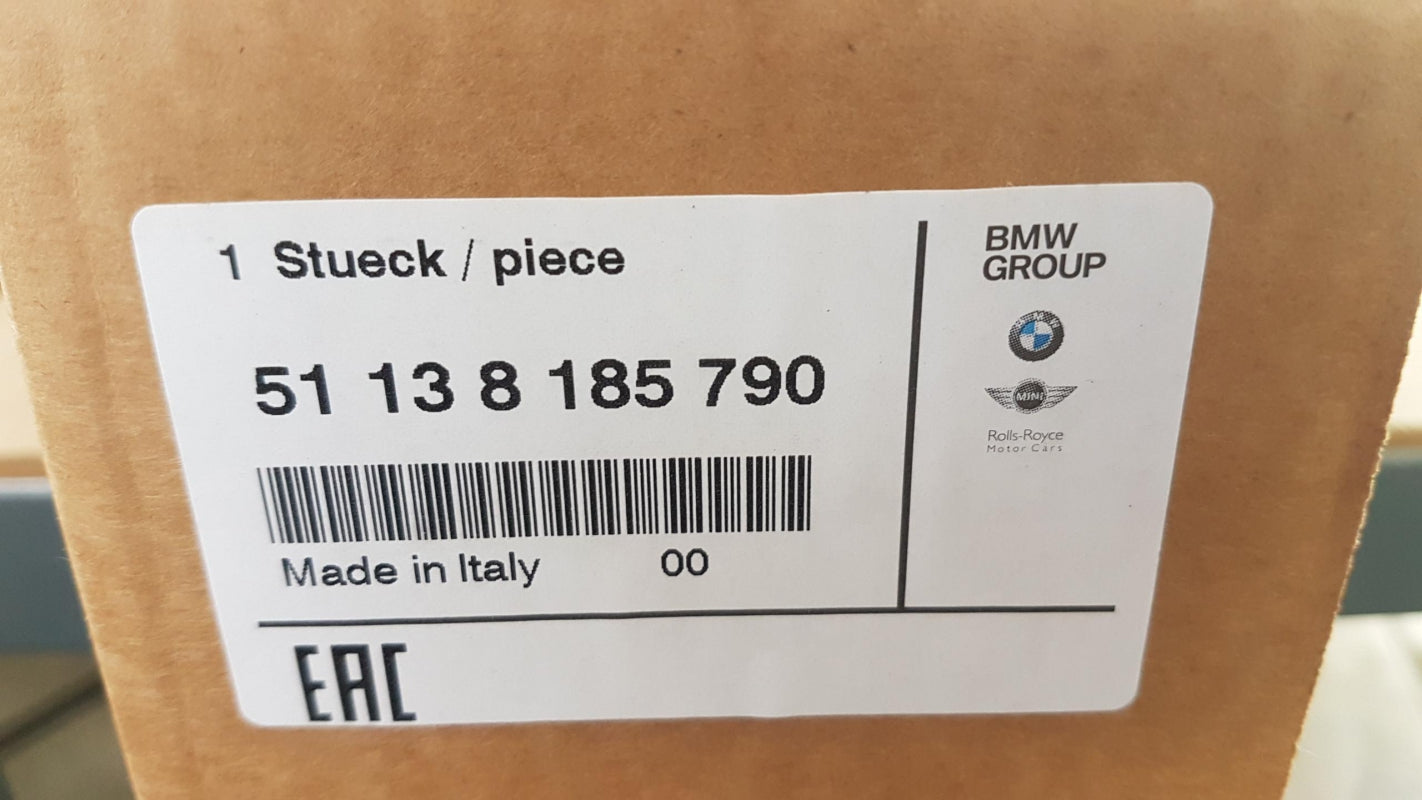 1 Stueck / piece
51 13 8 185 790
Made in Italy 00
EAC
BMW
GROUP
BMW
MINI
Rolls-Royce
Motor Cars